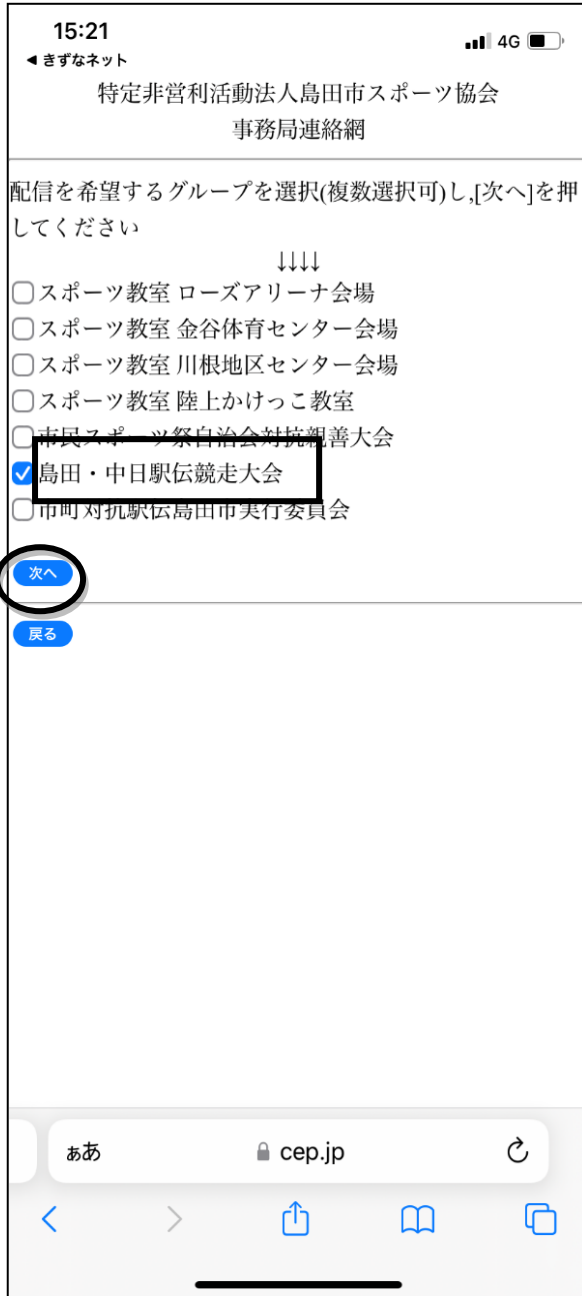 15:21
4G
◀ きずなネット
特定非営利活動法人島田市スポーツ協会
事務局連絡網
配信を希望するグループを選択(複数選択可)し,[次へ]を押
してください
↓↓↓↓
スポーツ教室 ローズアリーナ会場
スポーツ教室 金谷体育センター会場
スポーツ教室 川根地区センター会場
スポーツ教室 陸上かけっこ教室
市民スポーツ祭自治会対抗親善大会
島田・中日駅伝競走大会
市町対抗駅伝島田市実行委員会
次へ
戻る
ぁあ
cep.jp